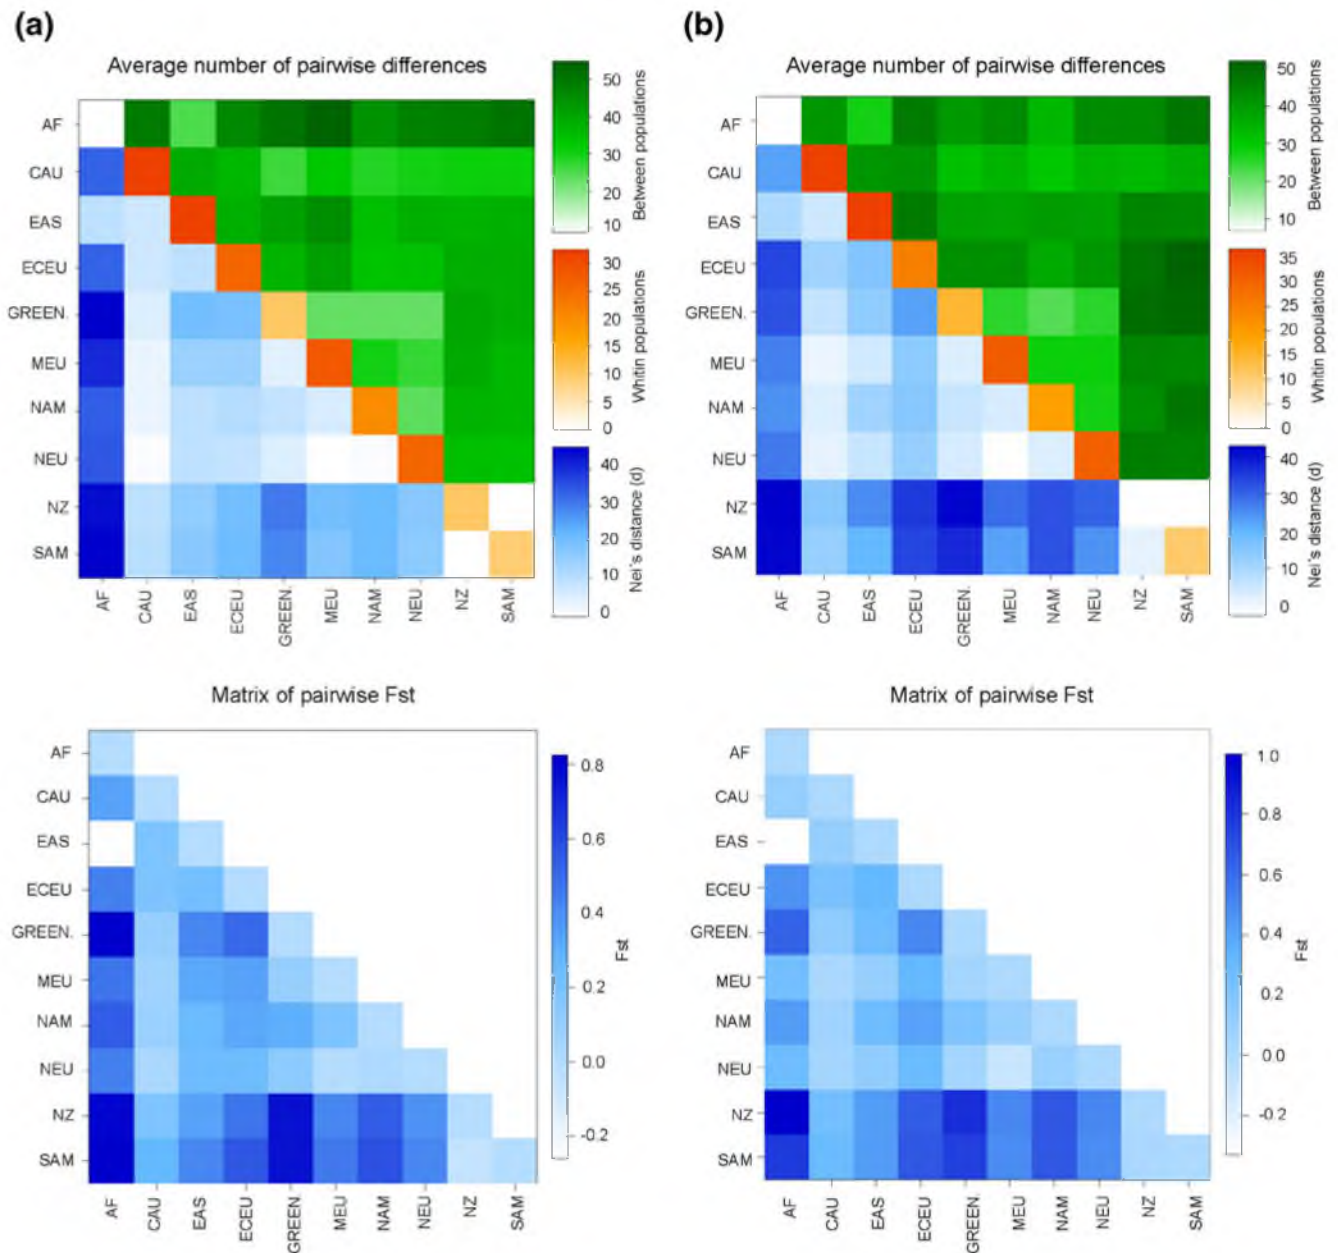 (a)
Average number of pairwise differences
AF
CAU
EAS
ECEU
GREEN.
MEU
NAM
NEU
NZ
SAM
AF
CAU
EAS
ECEU
GREEN.
MEU
NAM
NEU
NZ
SAM
50
40
30
20
10
Between populations
30
25
20
15
10
5
0
Whitin populations
40
30
20
10
0
Nei´s distance (d)
(b)
Average number of pairwise differences
AF
CAU
EAS
ECEU
GREEN.
MEU
NAM
NEU
NZ
SAM
AF
CAU
EAS
ECEU
GREEN.
MEU
NAM
NEU
NZ
SAM
50
40
30
20
10
Between populations
35
30
25
20
15
10
5
0
Whitin populations
40
30
20
10
0
Nei´s distance (d)
Matrix of pairwise Fst
AF
CAU
EAS
ECEU
GREEN.
MEU
NAM
NEU
NZ
SAM
AF
CAU
EAS
ECEU
GREEN.
MEU
NAM
NEU
NZ
SAM
0.8
0.6
0.4
0.2
0.0
-0.2
Fst
Matrix of pairwise Fst
AF
CAU
EAS
ECEU
GREEN.
MEU
NAM
NEU
NZ
SAM
AF
CAU
EAS
ECEU
GREEN.
MEU
NAM
NEU
NZ
SAM
1.0
0.8
0.6
0.4
0.2
0.0
-0.2
Fst